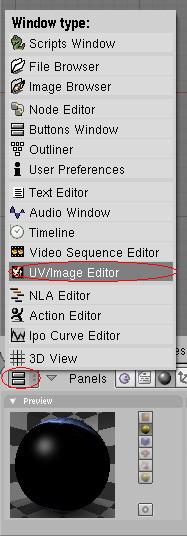 Window type:
Scripts Window
File Browser
Image Browser
Node Editor
Buttons Window
Outliner
User Preferences
Text Editor
Audio Window
Timeline
Video Sequence Editor
UV/Image Editor
NLA Editor
Action Editor
Ipo Curve Editor
3D View
Panels
Preview